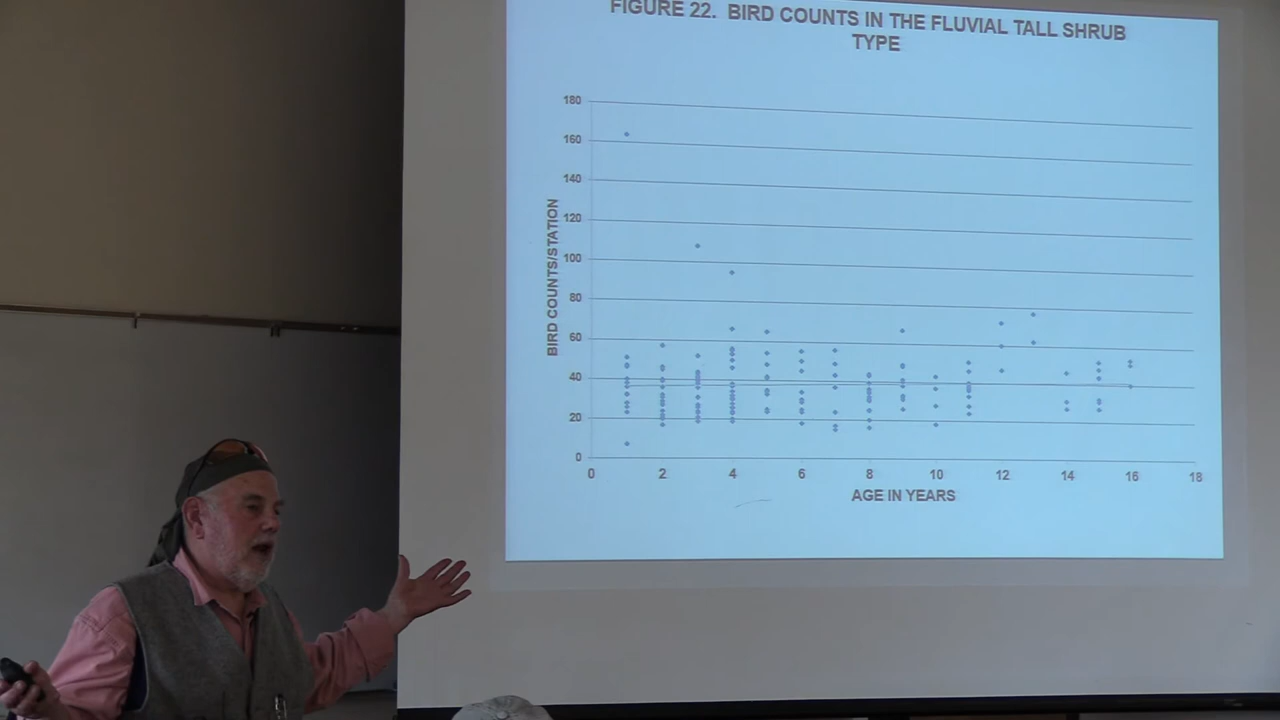 FIGURE 22. BIRD COUNTS IN THE FLUVIAL TALL SHRUB
TYPE
180
160
140
120
100
80
60
40
20
0
BIRD COUNTS/STATION
0 2 4 6 8 10 12 14 16 18
AGE IN YEARS